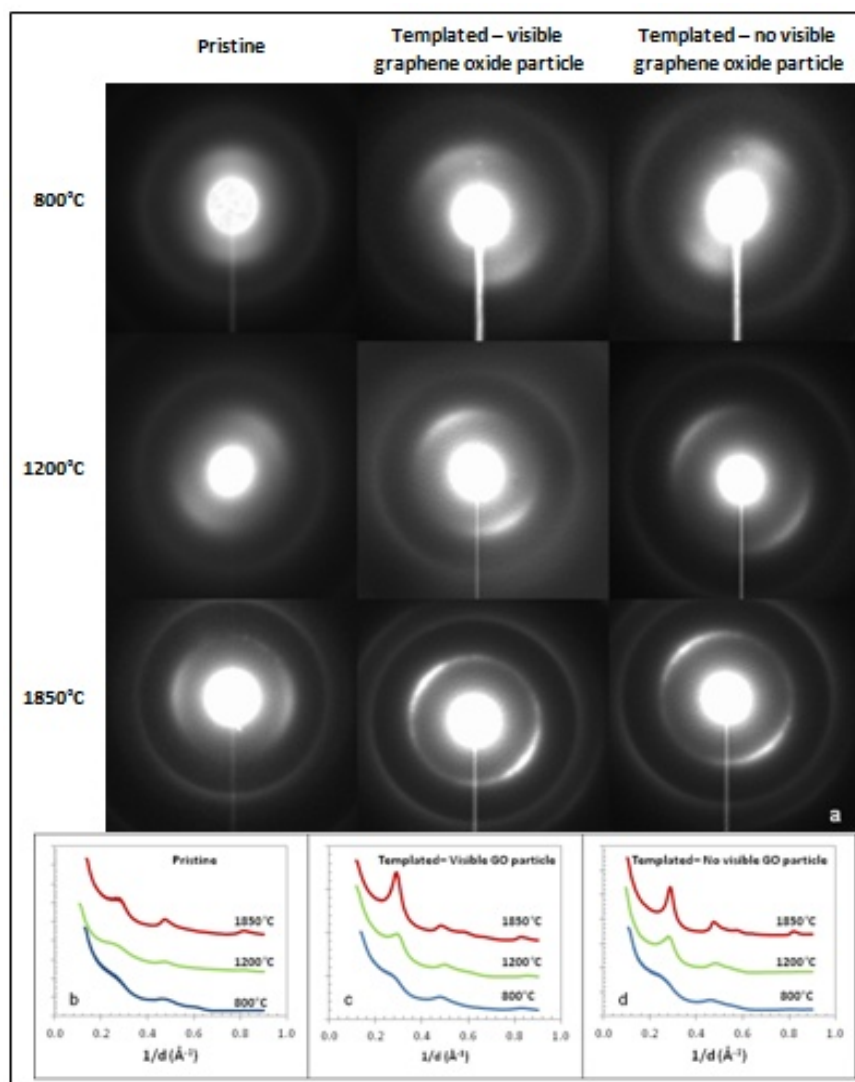 Pristine
Templated – visible
graphene oxide particle
Templated – no visible
graphene oxide particle
800°C
1200°C
1850°C
a
Pristine
1850°C
1200°C
800°C
b
0.0 0.2 0.4 0.6 0.8 1.0
1/d (Å⁻¹)
Templated– Visible GO particle
1850°C
1200°C
800°C
c
0.0 0.2 0.4 0.6 0.8 1.0
1/d (Å⁻¹)
Templated– No visible GO particle
1850°C
1200°C
800°C
d
0.0 0.2 0.4 0.6 0.8 1.0
1/d (Å⁻¹)